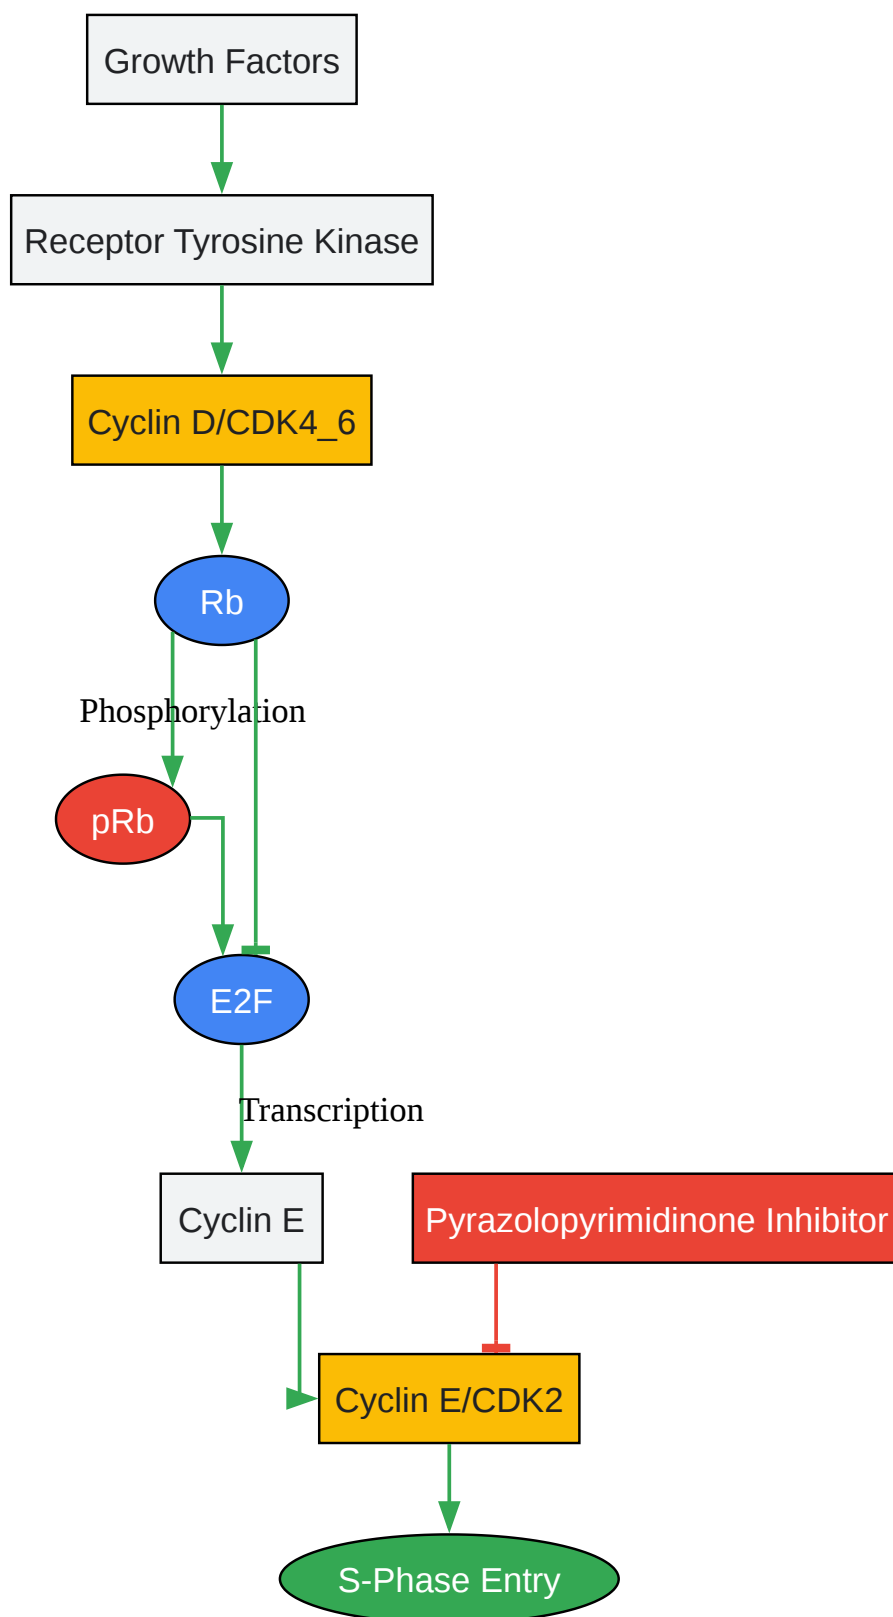 Growth Factors
Receptor Tyrosine Kinase
Cyclin D/CDK4_6
Rb
Phosphorylation
pRb
E2F
Transcription
Cyclin E
Pyrazolopyrimidinone Inhibitor
Cyclin E/CDK2
S-Phase Entry